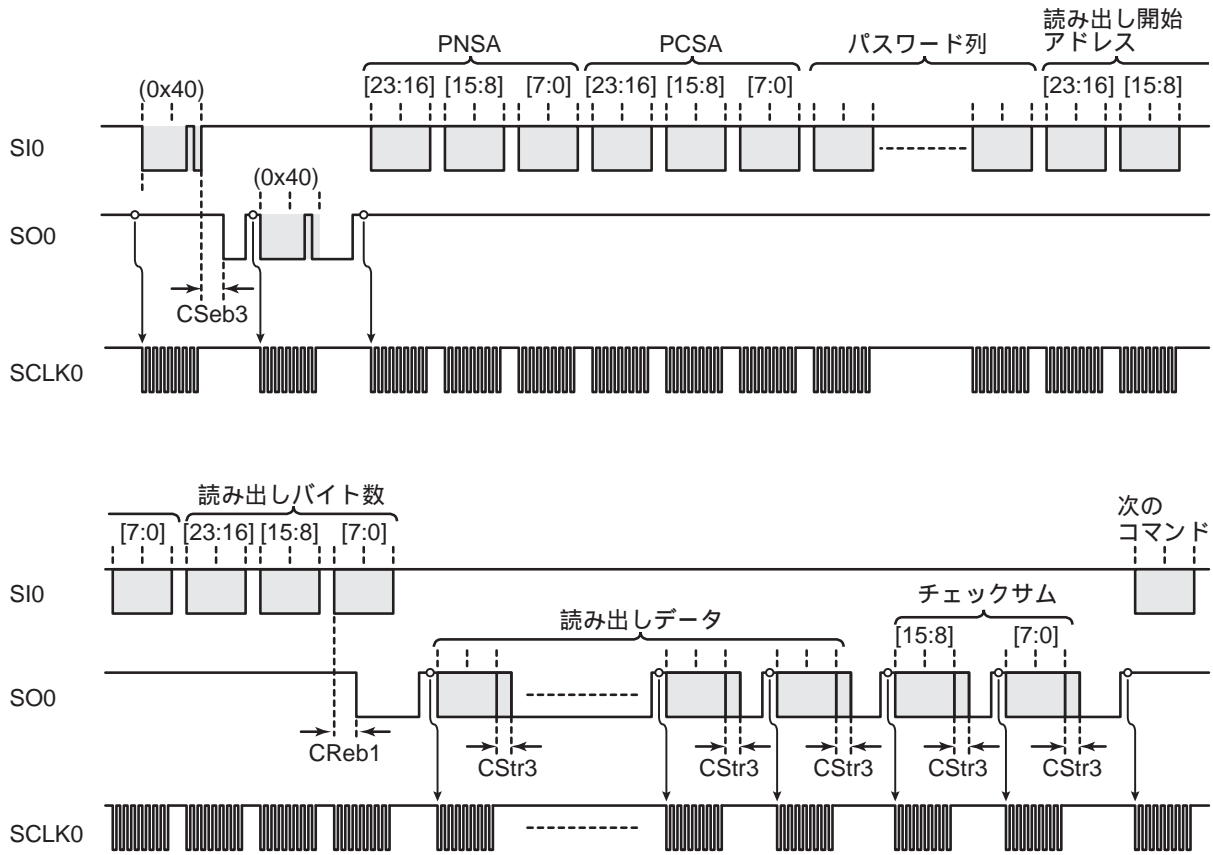 読み出し開始
アドレス
PNSA PCSA パスワード列
(0x40) [23:16] [15:8] [7:0] [23:16] [15:8] [7:0] [23:16] [15:8]
SI0
(0x40)
SO0
CSeb3
SCLK0
読み出しバイト数
[7:0] [23:16] [15:8] [7:0]
次の
コマンド
SI0
読み出しデータ
チェックサム
[15:8] [7:0]
SO0
CReb1 CStr3 CStr3 CStr3 CStr3 CStr3
SCLK0